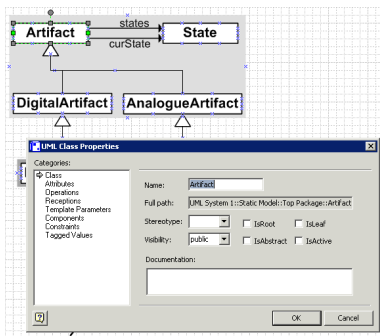 states
Artifact
State
curState
DigitalArtifact
AnalogueArtifact
UML Class Properties
Categories:
Class
Attributes
Operations
Receptions
Template Parameters
Components
Constraints
Tagged Values
Name: Artifact
Full path: UML System 1::Static Model::Top Package::Artifact
Stereotype: IsRoot IsLeaf
Visibility: public IsAbstract IsActive
Documentation:
OK Cancel